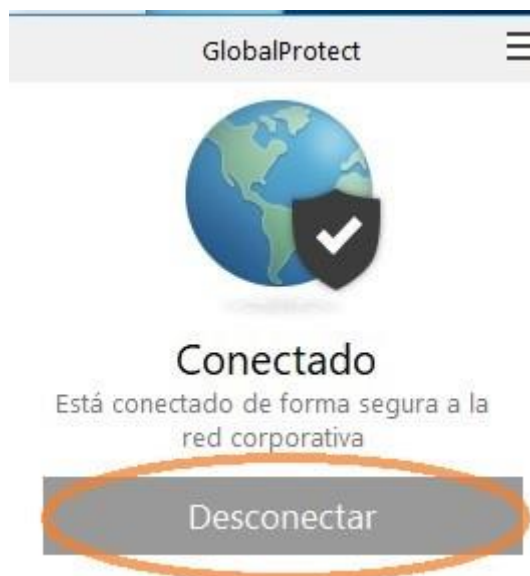 GlobalProtect
Conectado
Está conectado de forma segura a la
red corporativa
Desconectar